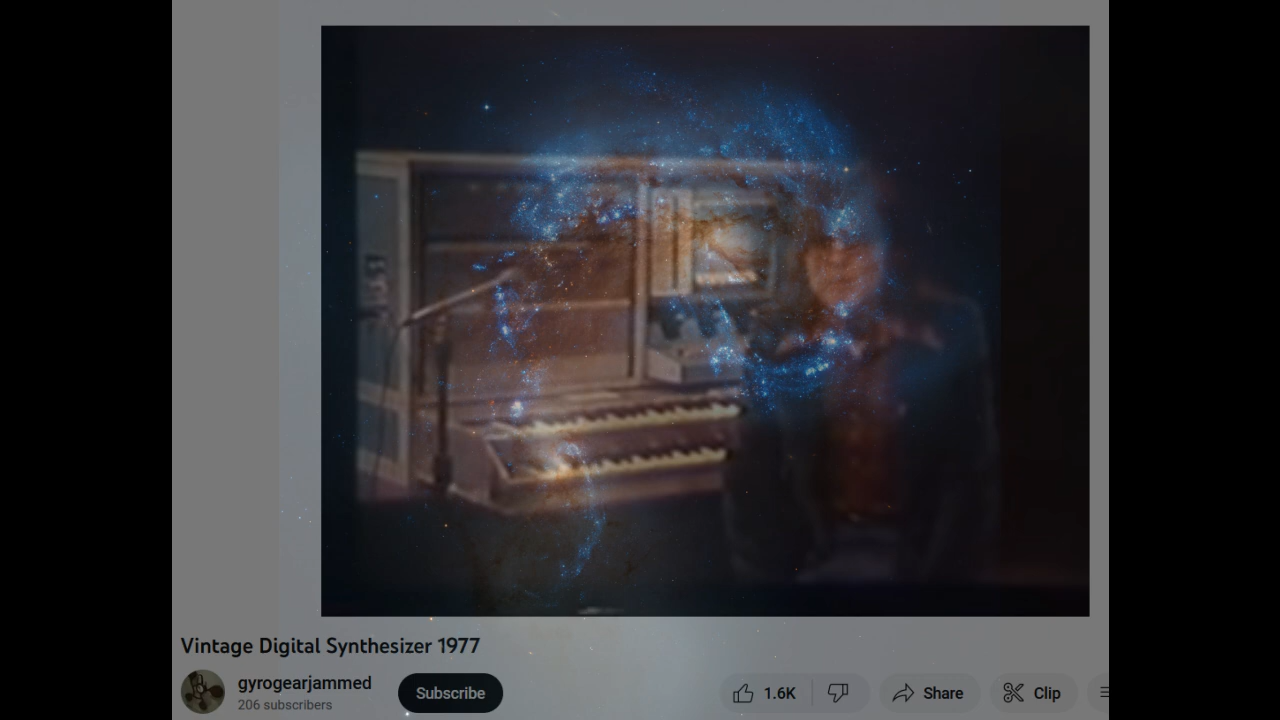 Vintage Digital Synthesizer 1977
gyrogearjammed
206 subscribers
Subscribe
1.6K
Share
Clip